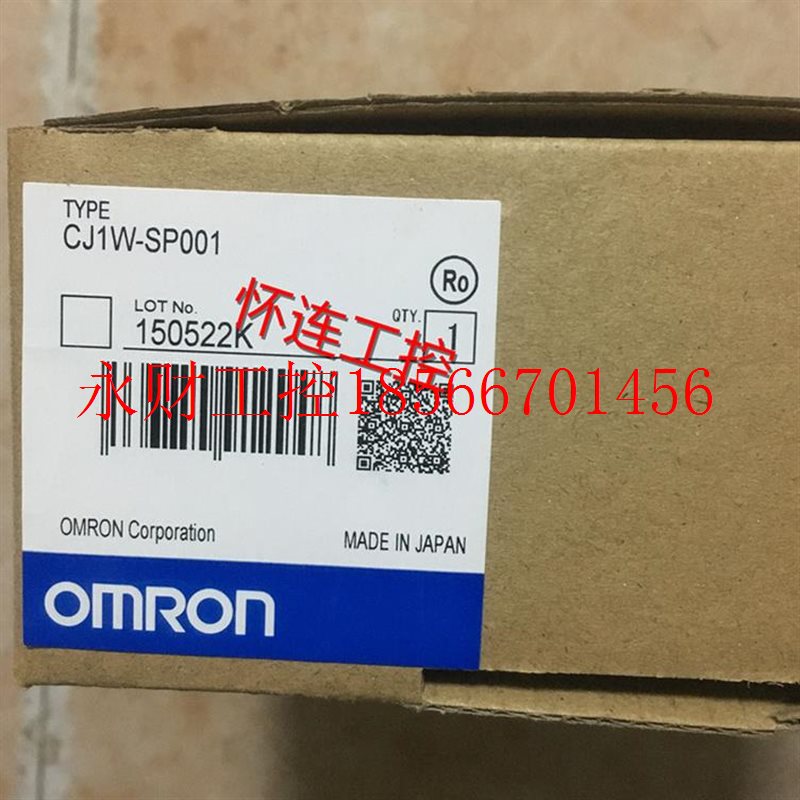 TYPE
CJ1W-SP001
Ro
LOT No.
150522K
QTY.
1
怀连工控
永财工控18566701456
OMRON Corporation
MADE IN JAPAN
OMRON